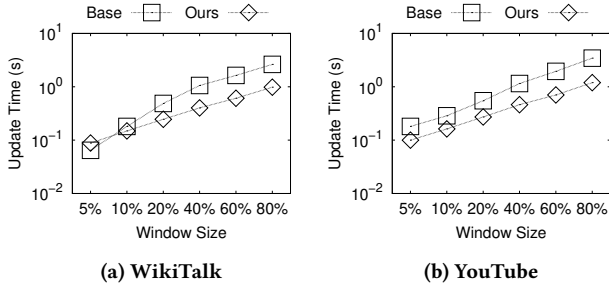 Base Ours
Update Time (s)
10^1
10^0
10^-1
10^-2
5% 10% 20% 40% 60% 80%
Window Size
(a) WikiTalk
Base Ours
Update Time (s)
10^1
10^0
10^-1
10^-2
5% 10% 20% 40% 60% 80%
Window Size
(b) YouTube